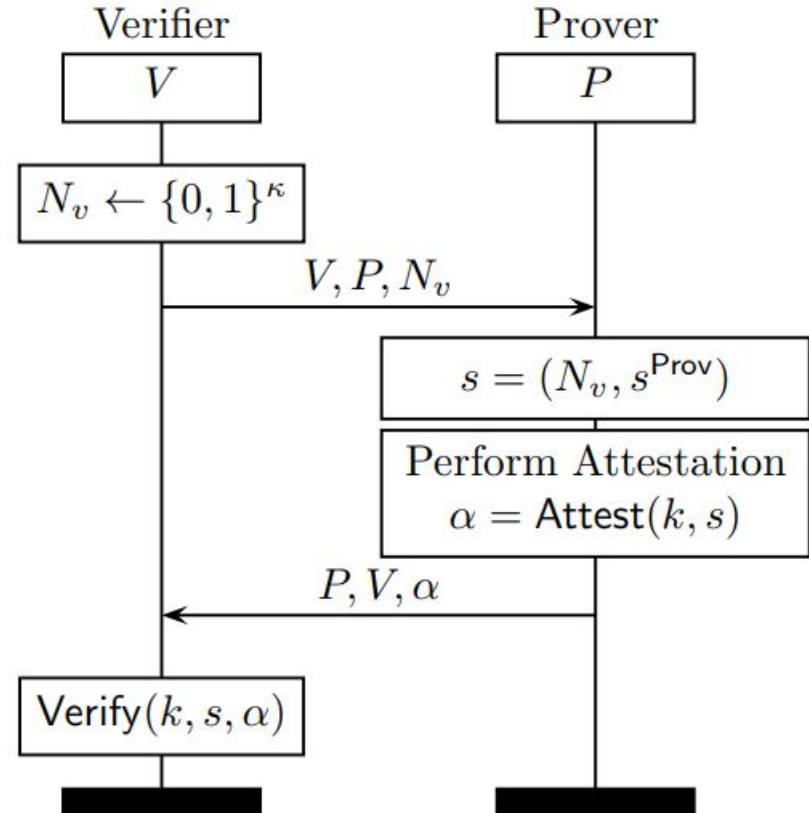 Verifier
Prover
V
P
N_v ← {0, 1}^κ
V, P, N_v
s = (N_v, s^Prov)
Perform Attestation
α = Attest(k, s)
P, V, α
Verify(k, s, α)